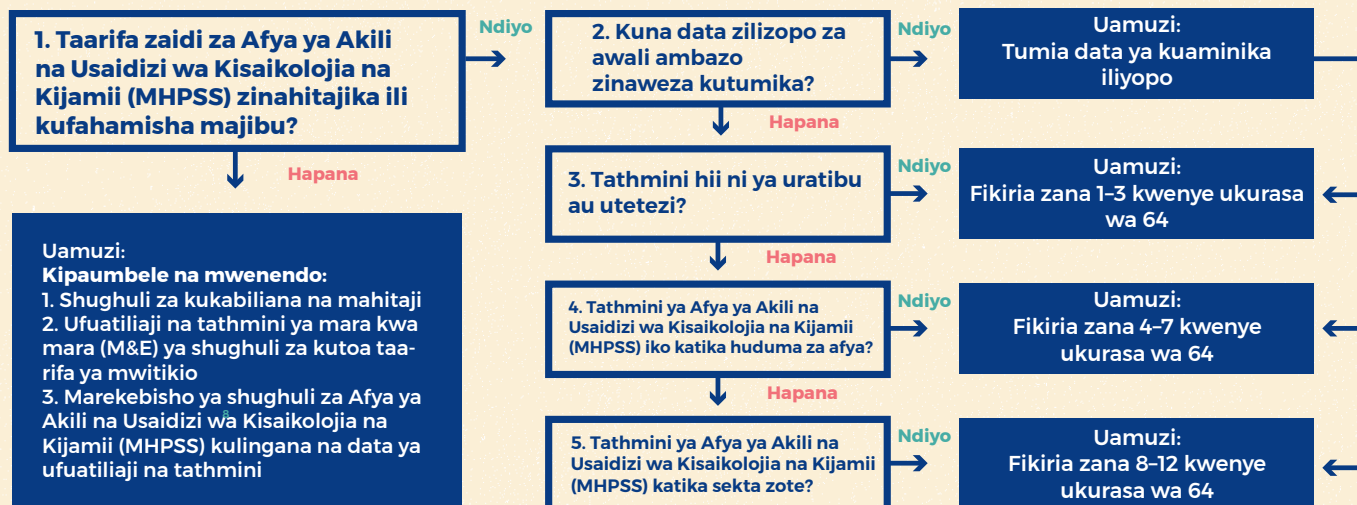 1. Taarifa zaidi za Afya ya Akili
na Usaidizi wa Kisaikolojia na
Kijamii (MHPSS) zinahitajika ili
kufahamisha majibu?
Ndiyo
Hapana
Uamuzi:
Kipaumbele na mwenendo:
1. Shughuli za kukabiliana na mahitaji
2. Ufuatiliaji na tathmini ya mara kwa
mara (M&E) ya shughuli za kutoa taa-
rifa ya mwitikio
3. Marekebisho ya shughuli za Afya ya
Akili na Usaidizi wa Kisaikolojia na
Kijamii (MHPSS) kulingana na data ya
ufuatiliaji na tathmini
8
2. Kuna data zilizopo za
awali ambazo
zinaweza kutumika?
Ndiyo
Uamuzi:
Tumia data ya kuaminika
iliyopo
Hapana
3. Tathmini hii ni ya uratibu
au utetezi?
Ndiyo
Uamuzi:
Fikiria zana 1–3 kwenye ukurasa
wa 64
Hapana
4. Tathmini ya Afya ya Akili na
Usaidizi wa Kisaikolojia na Kijamii
(MHPSS) iko katika huduma za afya?
Ndiyo
Uamuzi:
Fikiria zana 4–7 kwenye
ukurasa wa 64
Hapana
5. Tathmini ya Afya ya Akili na
Usaidizi wa Kisaikolojia na Kijamii
(MHPSS) katika sekta zote?
Ndiyo
Uamuzi:
Fikiria zana 8–12 kwenye
ukurasa wa 64